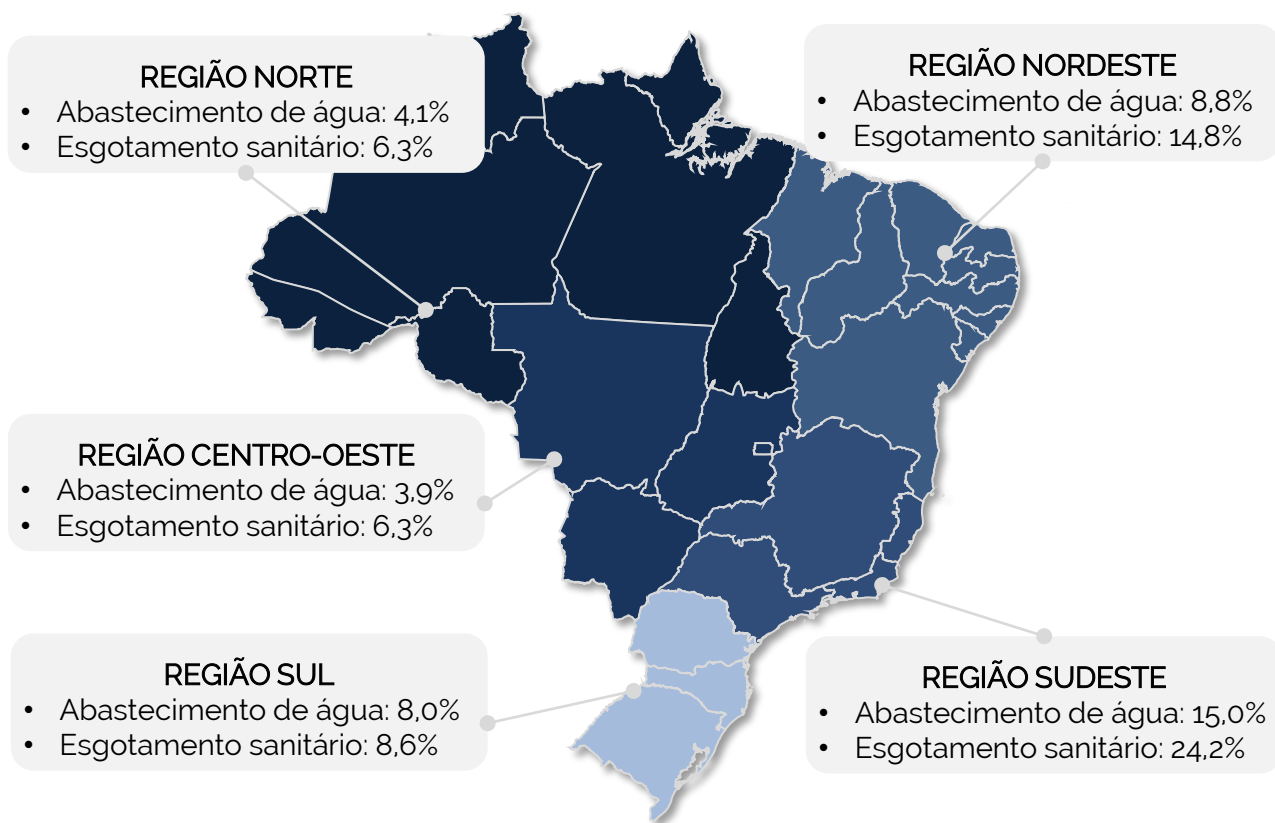 REGIÃO NORTE
• Abastecimento de água: 4,1%
• Esgotamento sanitário: 6,3%
REGIÃO NORDESTE
• Abastecimento de água: 8,8%
• Esgotamento sanitário: 14,8%
REGIÃO CENTRO-OESTE
• Abastecimento de água: 3,9%
• Esgotamento sanitário: 6,3%
REGIÃO SUL
• Abastecimento de água: 8,0%
• Esgotamento sanitário: 8,6%
REGIÃO SUDESTE
• Abastecimento de água: 15,0%
• Esgotamento sanitário: 24,2%